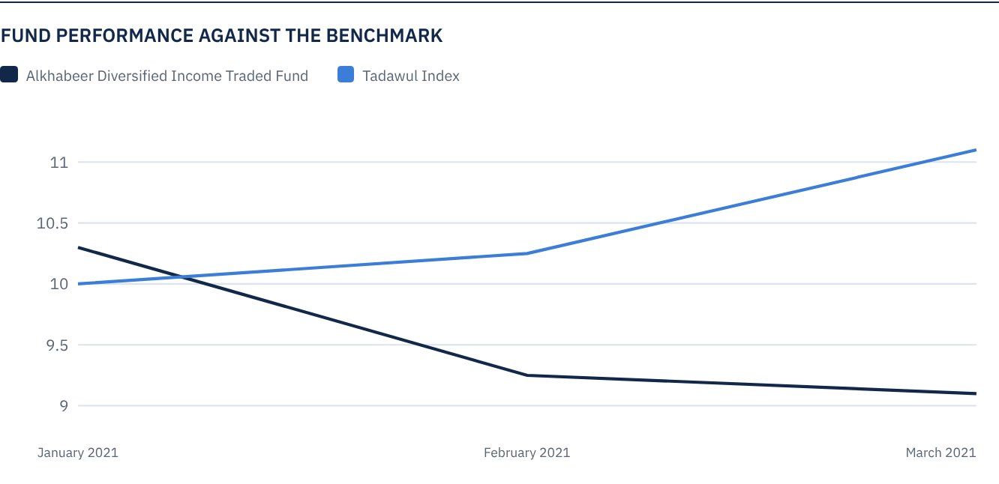 FUND PERFORMANCE AGAINST THE BENCHMARK
Alkhabeer Diversified Income Traded Fund Tadawul Index
11
10.5
10
9.5
9
January 2021 February 2021 March 2021